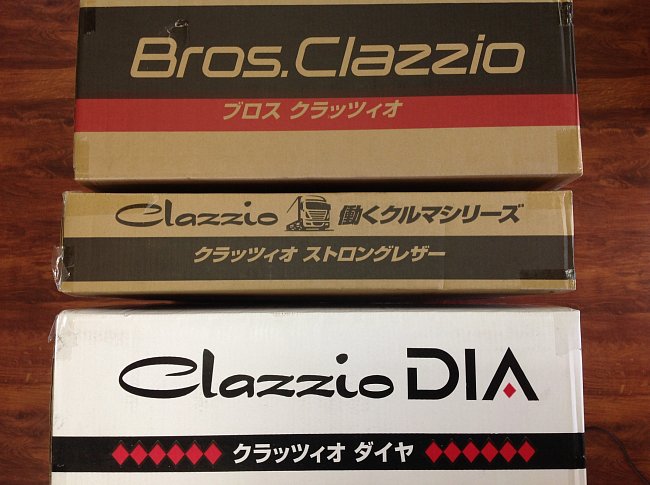 Bros.Clazzio
ブロス クラッツィオ
Clazzio 働くクルマシリーズ
クラッツィオ ストロングレザー
Clazzio DIA
クラッツィオ ダイヤ